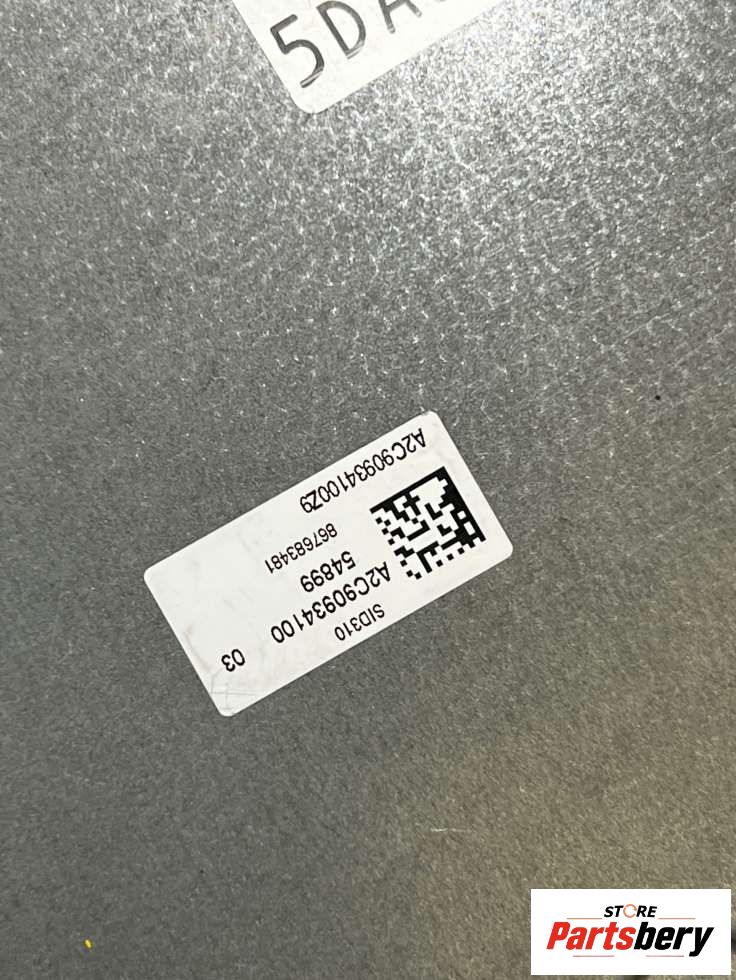 5DA
SID310
A2C90934100 03
54899
867683481
A2C90934100Z9
STORE
Partsbery